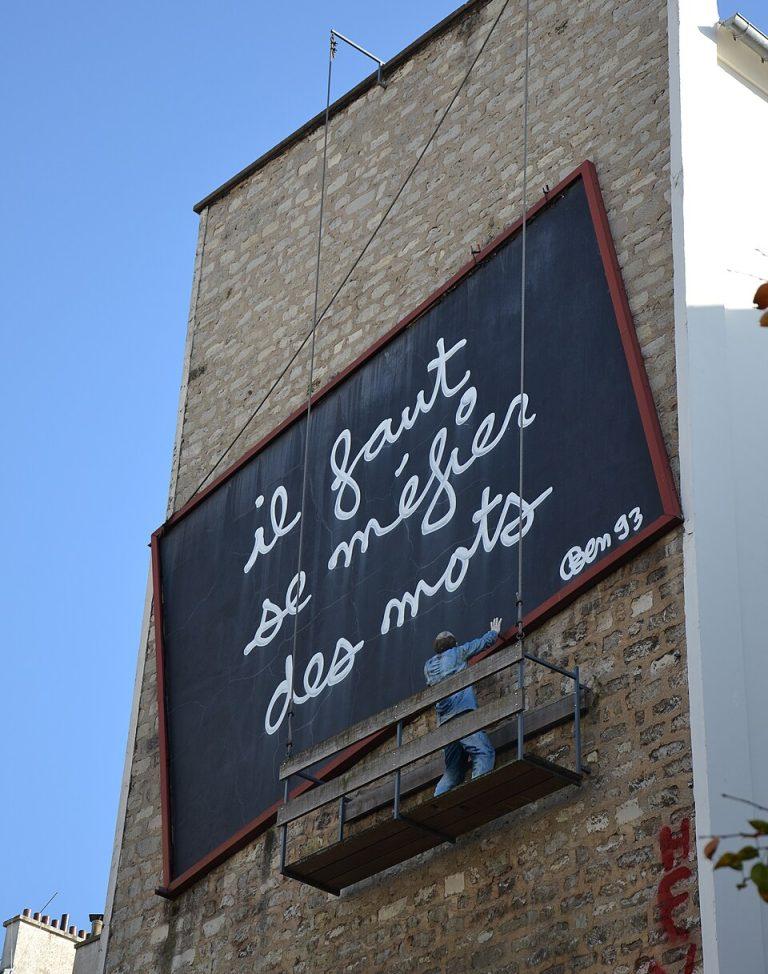 il faut
se méfier
des mots
Ben 93